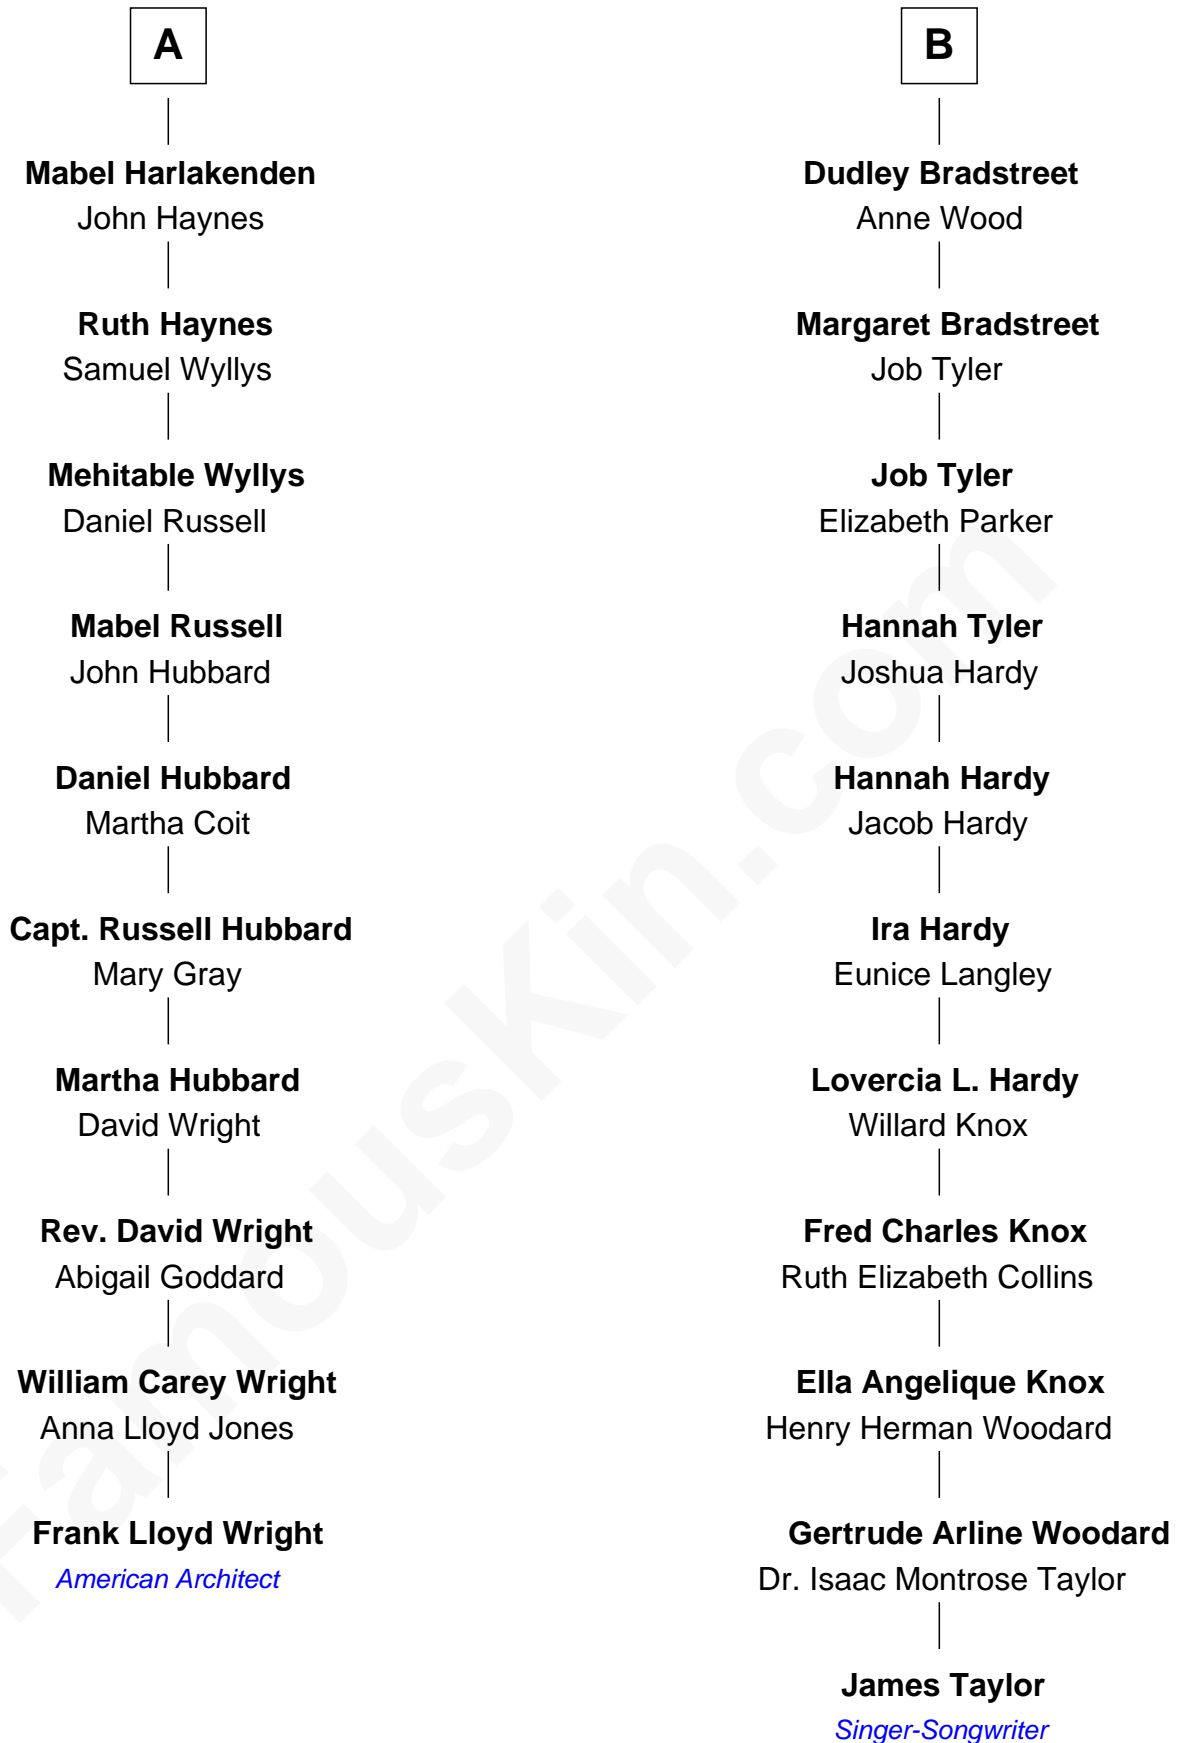 A
Mabel Harlakenden
John Haynes
Ruth Haynes
Samuel Wyllys
Mehitable Wyllys
Daniel Russell
Mabel Russell
John Hubbard
Daniel Hubbard
Martha Coit
Capt. Russell Hubbard
Mary Gray
Martha Hubbard
David Wright
Rev. David Wright
Abigail Goddard
William Carey Wright
Anna Lloyd Jones
Frank Lloyd Wright
American Architect
B
Dudley Bradstreet
Anne Wood
Margaret Bradstreet
Job Tyler
Job Tyler
Elizabeth Parker
Hannah Tyler
Joshua Hardy
Hannah Hardy
Jacob Hardy
Ira Hardy
Eunice Langley
Lovercia L. Hardy
Willard Knox
Fred Charles Knox
Ruth Elizabeth Collins
Ella Angelique Knox
Henry Herman Woodard
Gertrude Arline Woodard
Dr. Isaac Montrose Taylor
James Taylor
Singer-Songwriter
FamousKin.com